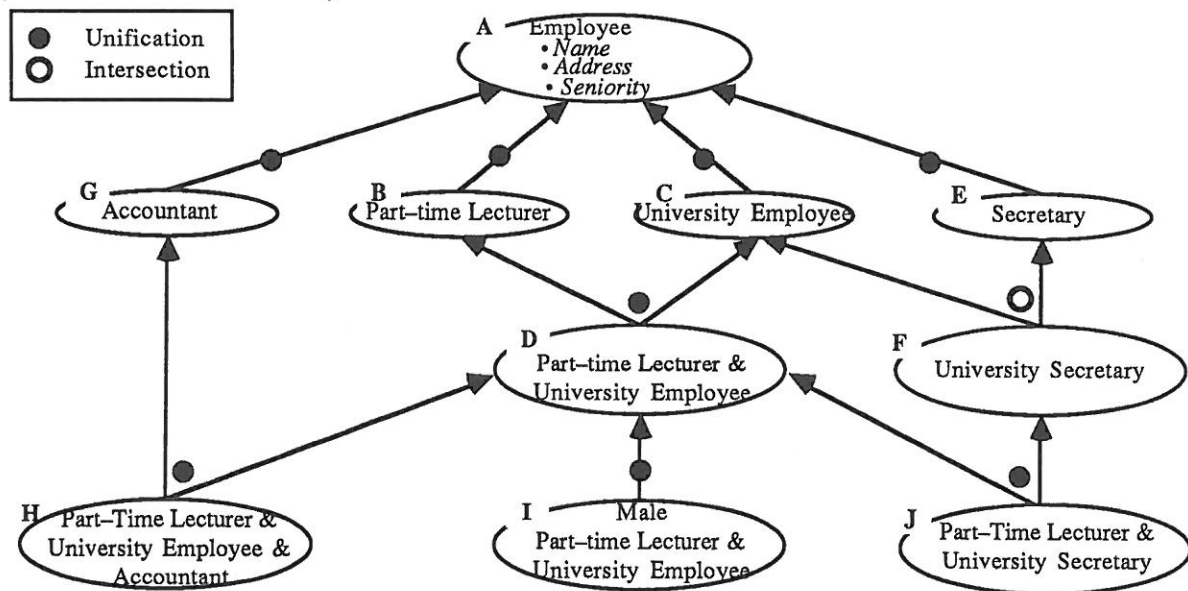 Unification
Intersection
A
Employee
• Name
• Address
• Seniority
G
Accountant
B
Part–time Lecturer
C
University Employee
E
Secretary
D
Part–time Lecturer &
University Employee
F
University Secretary
H
Part–Time Lecturer &
University Employee &
Accountant
I
Male
Part–time Lecturer &
University Employee
J
Part–Time Lecturer &
University Secretary